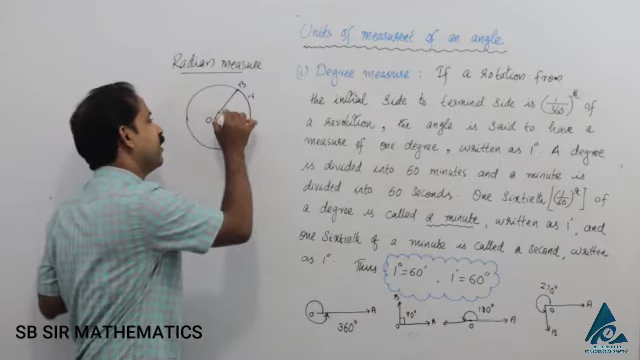 Units of measurent of an angle
Radian measure
(i) Degree measure : If a rotation from
the initial side to terminal side is (1/360)th of
a revolution, the angle is said to have a
measure of one degree, written as 1°. A degree
is divided into 60 minutes and a minute is
divided into 60 seconds. One sixtieth [(1/60)th] of
a degree is called a minute, written as 1′, and
one sixtieth of a minute is called a second, written
as 1″. Thus 1° = 60′ , 1′ = 60″
B
O
O A
360°
B
90°
O A
180°
O A
270°
O A
B
SB SIR MATHEMATICS